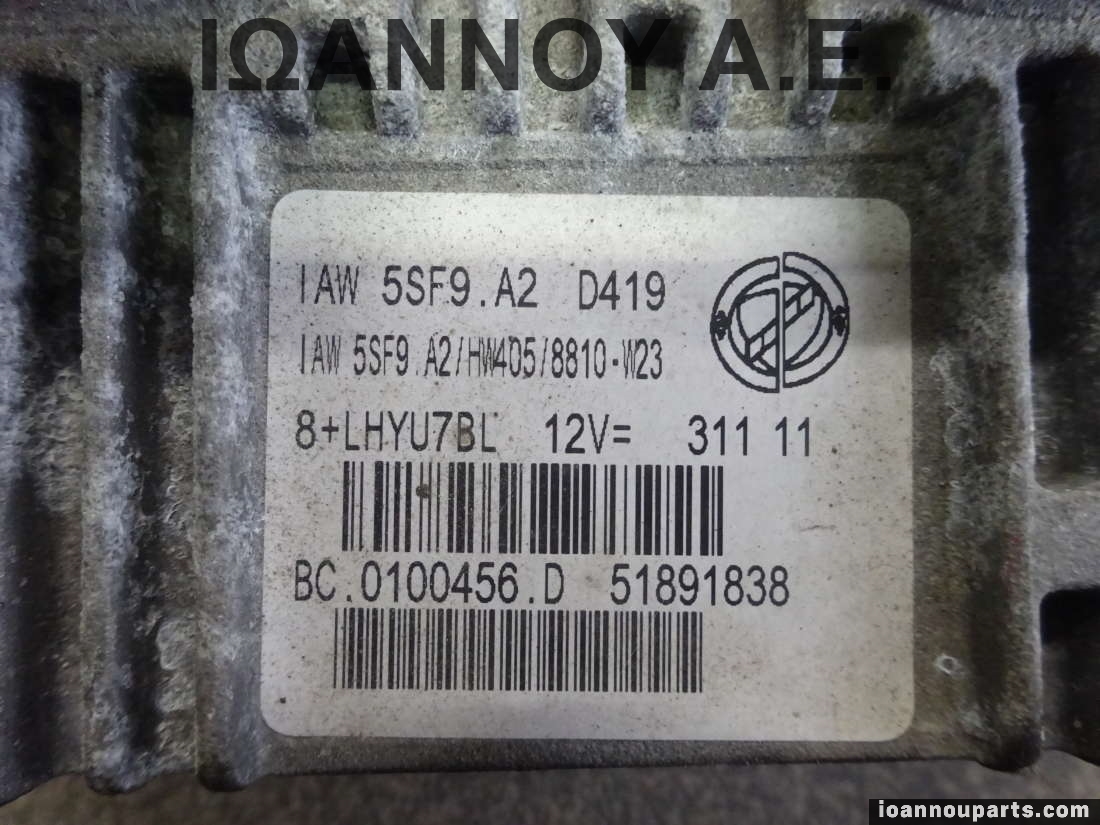 ΙΩΑΝΝΟΥ Α.Ε.
IAW 5SF9.A2 D419
IAW 5SF9.A2/HW405/8810-W23
8+LHYU7BL 12V= 311 11
BC.0100456.D 51891838
ioannouparts.com